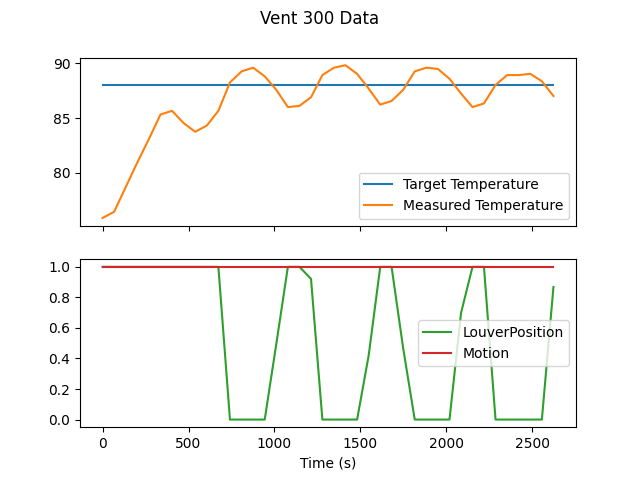 Vent 300 Data
90
85
80
Target Temperature
Measured Temperature
1.0
0.8
0.6
0.4
0.2
0.0
LouverPosition
Motion
0 500 1000 1500 2000 2500
Time (s)